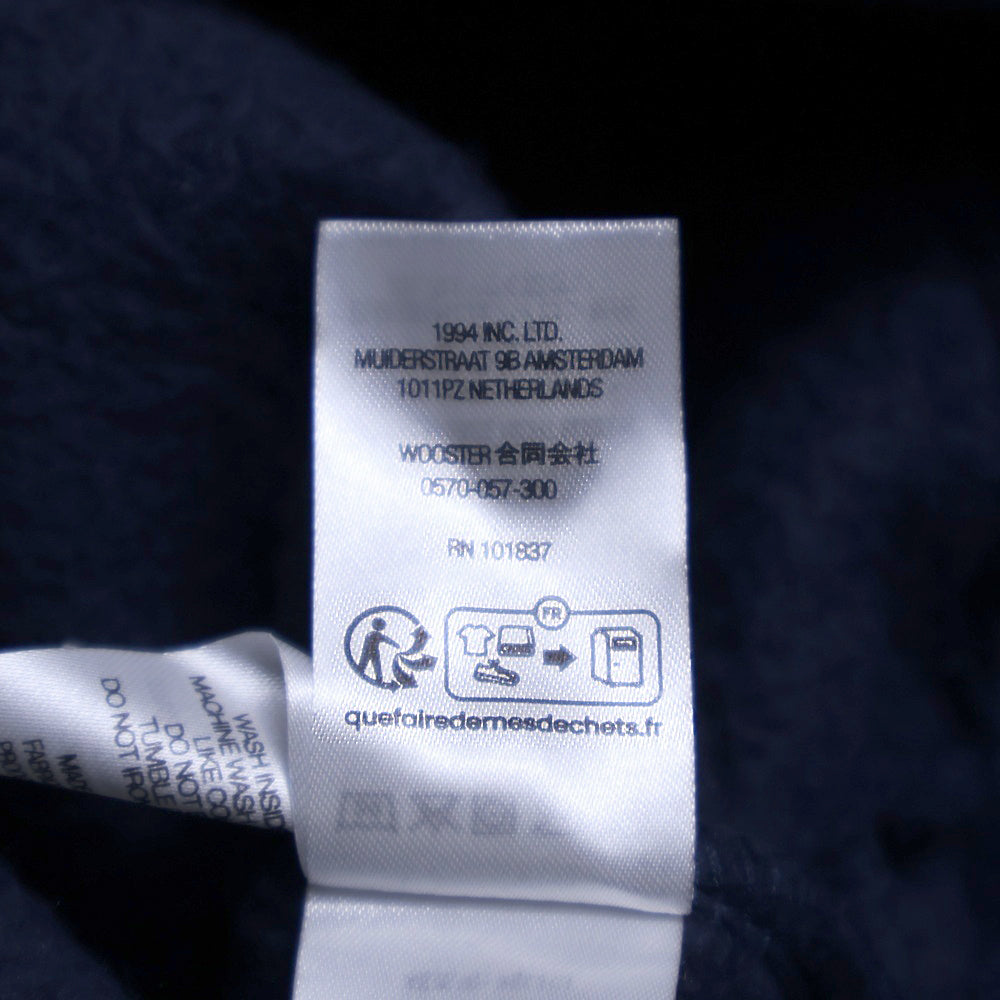 1994 INC. LTD.
MUIDERSTRAAT 9B AMSTERDAM
1011PZ NETHERLANDS
WOOSTER 合同会社
0570-057-300
RN 101837
FR
quefairedemesdechets.fr
WASH INSID
MACHINE WASH
LIKE CO
DO NOT
TUMBLE
DO NOT IRO